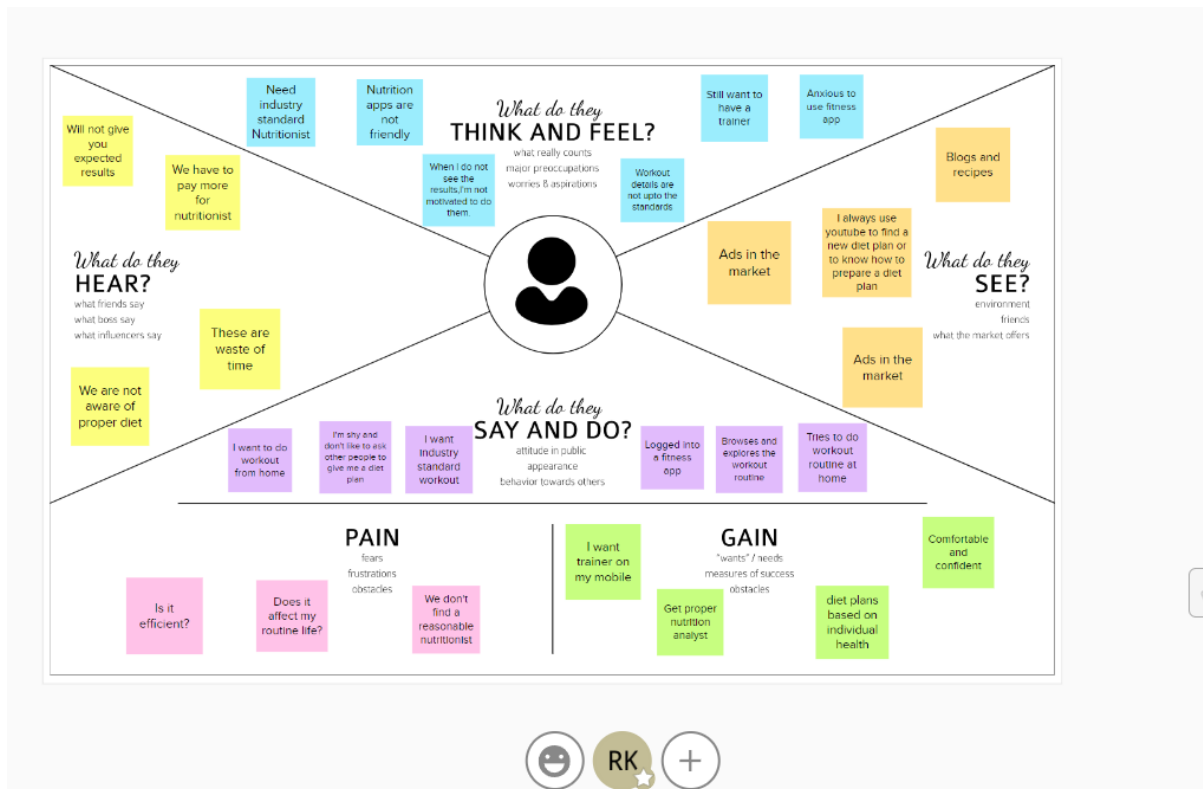 Need
industry
standard
Nutritionist
Nutrition
apps are
not
friendly
What do they
THINK AND FEEL?
what really counts
major preoccupations
worries & aspirations
When I do not
see the
results,I'm not
motivated to do
them.
Workout
details are
not upto the
standards
Still want to
have a
trainer
Anxious to
use fitness
app
Will not give
you
expected
results
We have to
pay more
for
nutritionist
What do they
HEAR?
what friends say
what boss say
what influencers say
These are
waste of
time
We are not
aware of
proper diet
Blogs and
recipes
Ads in the
market
I always use
youtube to find a
new diet plan or
to know how to
prepare a diet
plan
What do they
SEE?
environment
friends
what the market offers
Ads in the
market
What do they
SAY AND DO?
attitude in public
appearance
behavior towards others
I want to do
workout
from home
I'm shy and
don't like to ask
other people to
give me a diet
plan
I want
industry
standard
workout
Logged into
a fitness
app
Browses and
explores the
workout
routine
Tries to do
workout
routine at
home
PAIN
fears
frustrations
obstacles
Is it
efficient?
Does it
affect my
routine life?
We don't
find a
reasonable
nutritionist
GAIN
"wants" / needs
measures of success
obstacles
I want
trainer on
my mobile
Get proper
nutrition
analyst
diet plans
based on
individual
health
Comfortable
and
confident
RK